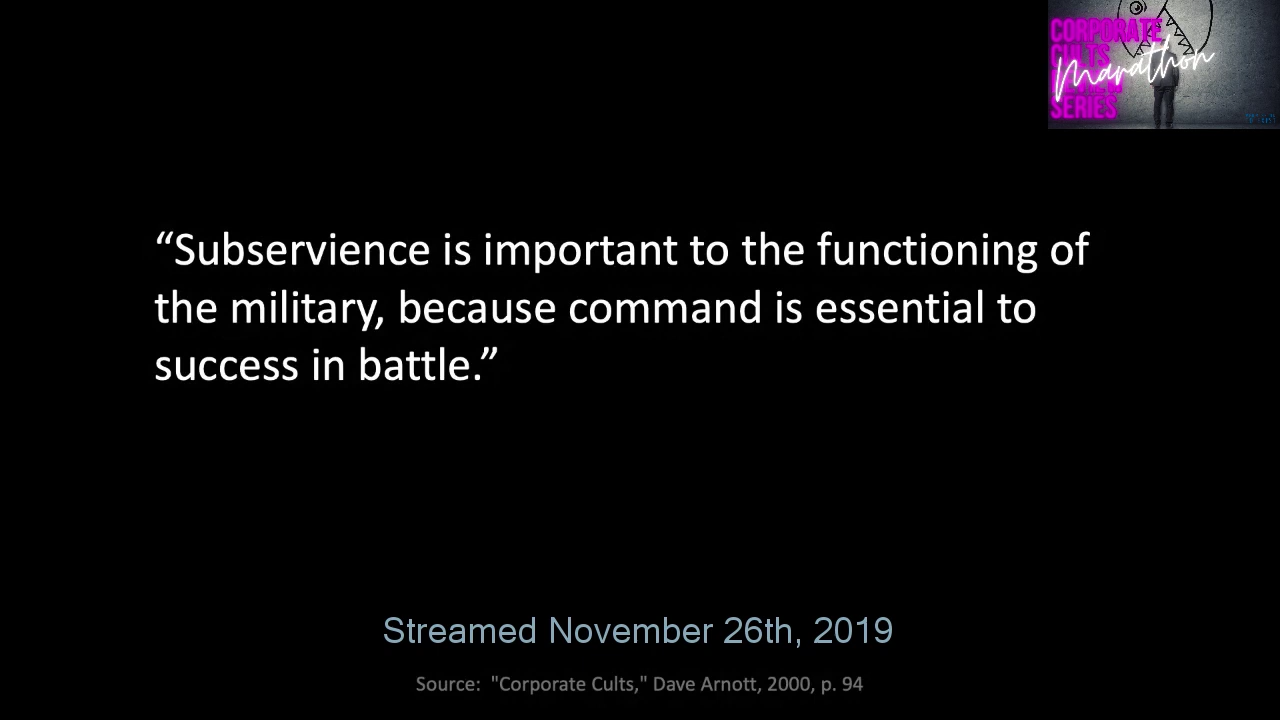 CORPORATE
CULTS
Marathon
SERIES
“Subservience is important to the functioning of
the military, because command is essential to
success in battle.”
Streamed November 26th, 2019
Source:  "Corporate Cults," Dave Arnott, 2000, p. 94